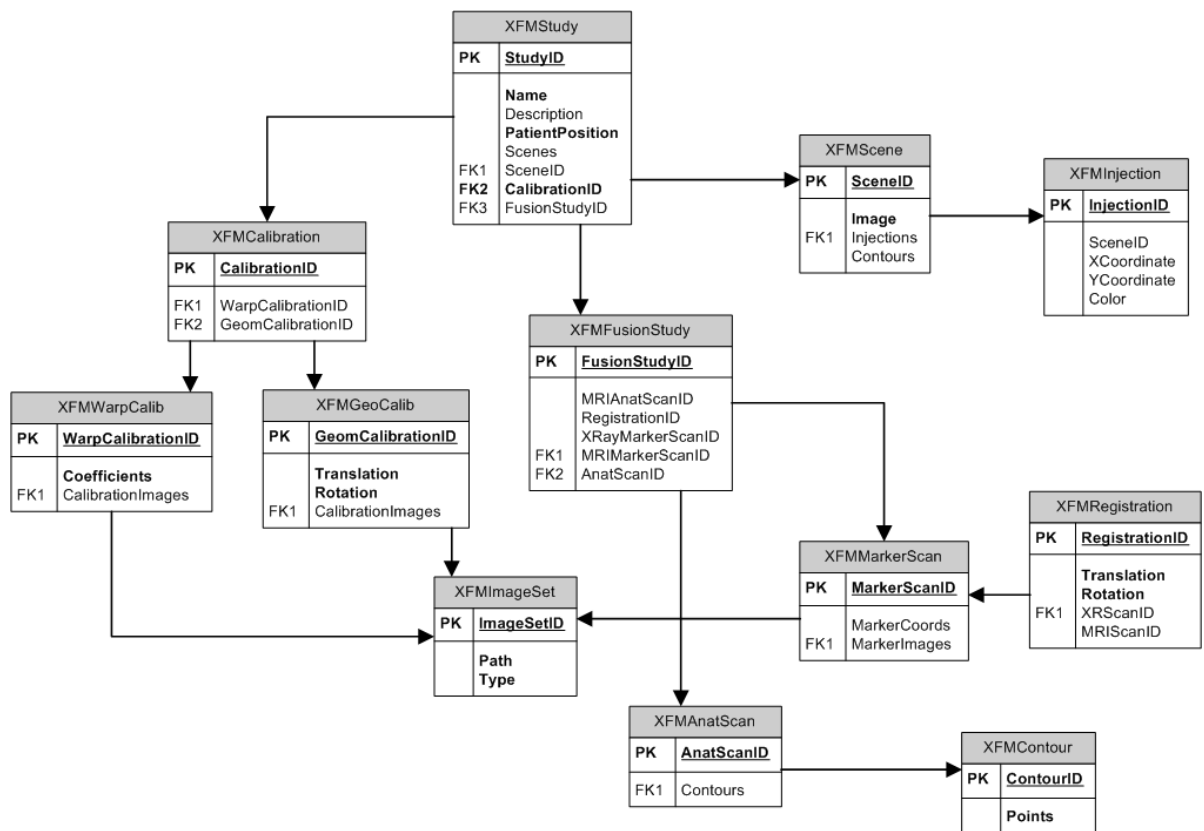 XFMStudy
PK StudyID
Name
Description
PatientPosition
Scenes
FK1 SceneID
FK2 CalibrationID
FK3 FusionStudyID
XFMScene
PK SceneID
Image
FK1 Injections
Contours
XFMInjection
PK InjectionID
SceneID
XCoordinate
YCoordinate
Color
XFMCalibration
PK CalibrationID
FK1 WarpCalibrationID
FK2 GeomCalibrationID
XFMFusionStudy
PK FusionStudyID
MRIAnatScanID
RegistrationID
XRayMarkerScanID
FK1 MRIMarkerScanID
FK2 AnatScanID
XFMWarpCalib
PK WarpCalibrationID
Coefficients
FK1 CalibrationImages
XFMGeoCalib
PK GeomCalibrationID
Translation
Rotation
FK1 CalibrationImages
XFMRegistration
PK RegistrationID
Translation
Rotation
FK1 XRScanID
MRIScanID
XFMMarkerScan
PK MarkerScanID
MarkerCoords
FK1 MarkerImages
XFMImageSet
PK ImageSetID
Path
Type
XFMAnatScan
PK AnatScanID
FK1 Contours
XFMContour
PK ContourID
Points